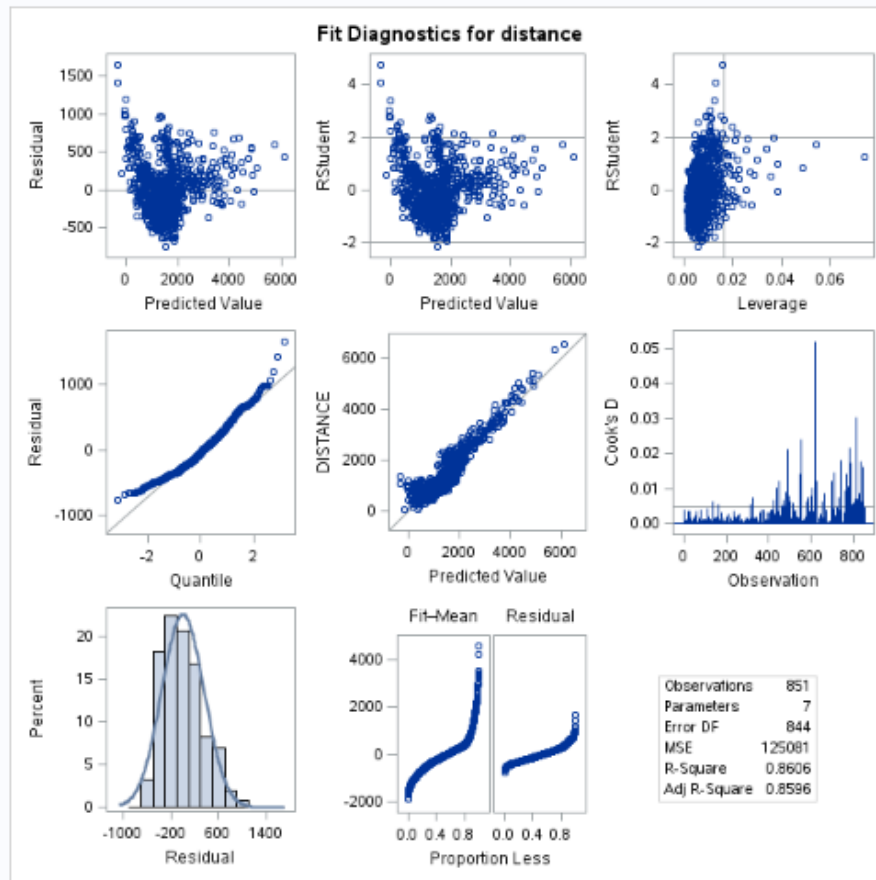 Fit Diagnostics for distance
1500
1000
500
0
-500
Residual
0 2000 4000 6000
Predicted Value
4
2
0
-2
RStudent
0 2000 4000 6000
Predicted Value
4
2
0
-2
RStudent
0.00 0.02 0.04 0.06
Leverage
1000
0
-1000
Residual
-2 0 2
Quantile
6000
4000
2000
0
DISTANCE
0 2000 4000 6000
Predicted Value
0.05
0.04
0.03
0.02
0.01
0.00
Cook's D
0 200 400 600 800
Observation
20
15
10
5
0
Percent
-1000 -200 600 1400
Residual
Fit–Mean Residual
4000
2000
0
-2000
0.0 0.4 0.8 0.0 0.4 0.8
Proportion Less
Observations 851
Parameters 7
Error DF 844
MSE 125081
R-Square 0.8606
Adj R-Square 0.8596